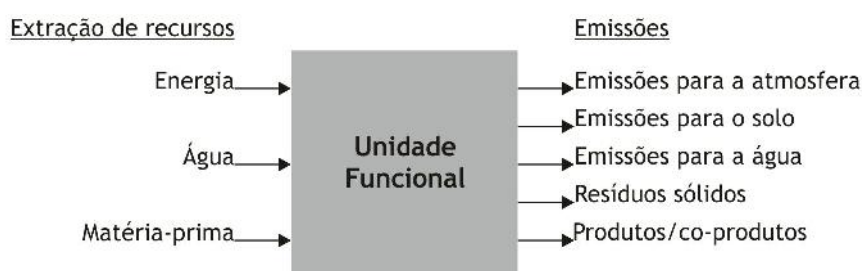 Extração de recursos
Emissões
Energia
Água
Matéria-prima
Unidade
Funcional
Emissões para a atmosfera
Emissões para o solo
Emissões para a água
Resíduos sólidos
Produtos/co-produtos